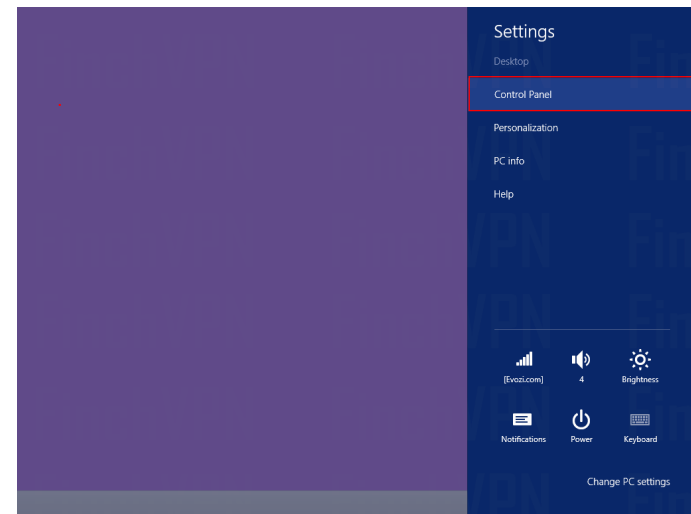 Settings
Desktop
Control Panel
Personalization
PC info
Help
[Evozi.com] 4 Brightness
Notifications Power Keyboard
Change PC settings